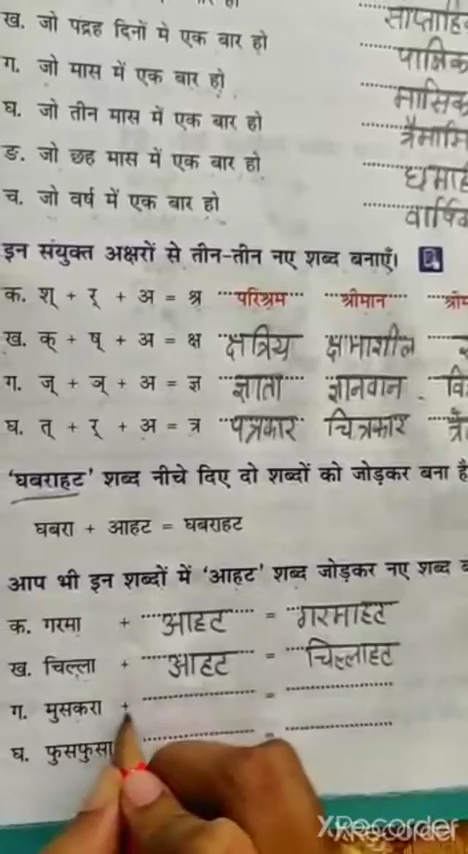 ख. जो पद्रह दिनों मे एक बार हो
ग. जो मास में एक बार हो पाक्षिक
घ. जो तीन मास में एक बार हो मासिक
ङ. जो छह मास में एक बार हो
च. जो वर्ष में एक बार हो
इन संयुक्त अक्षरों से तीन-तीन नए शब्द बनाएँ।
क. श् + र् + अ = श्र परिश्रम श्रीमान
ख. क् + ष् + अ = क्ष क्षत्रिय क्षमाशील
ग. ज् + ञ् + अ = ज्ञ ज्ञाता ज्ञानवान
घ. त् + र् + अ = त्र पत्रकार चित्रकार
'घबराहट' शब्द नीचे दिए दो शब्दों को जोड़कर बना है
घबरा + आहट = घबराहट
आप भी इन शब्दों में 'आहट' शब्द जोड़कर नए शब्द
क. गरमा + आहट = गरमाहट
ख. चिल्ला + आहट = चिल्लाहट
ग. मुसकरा + =
घ. फुसफुसा =
XRecorder